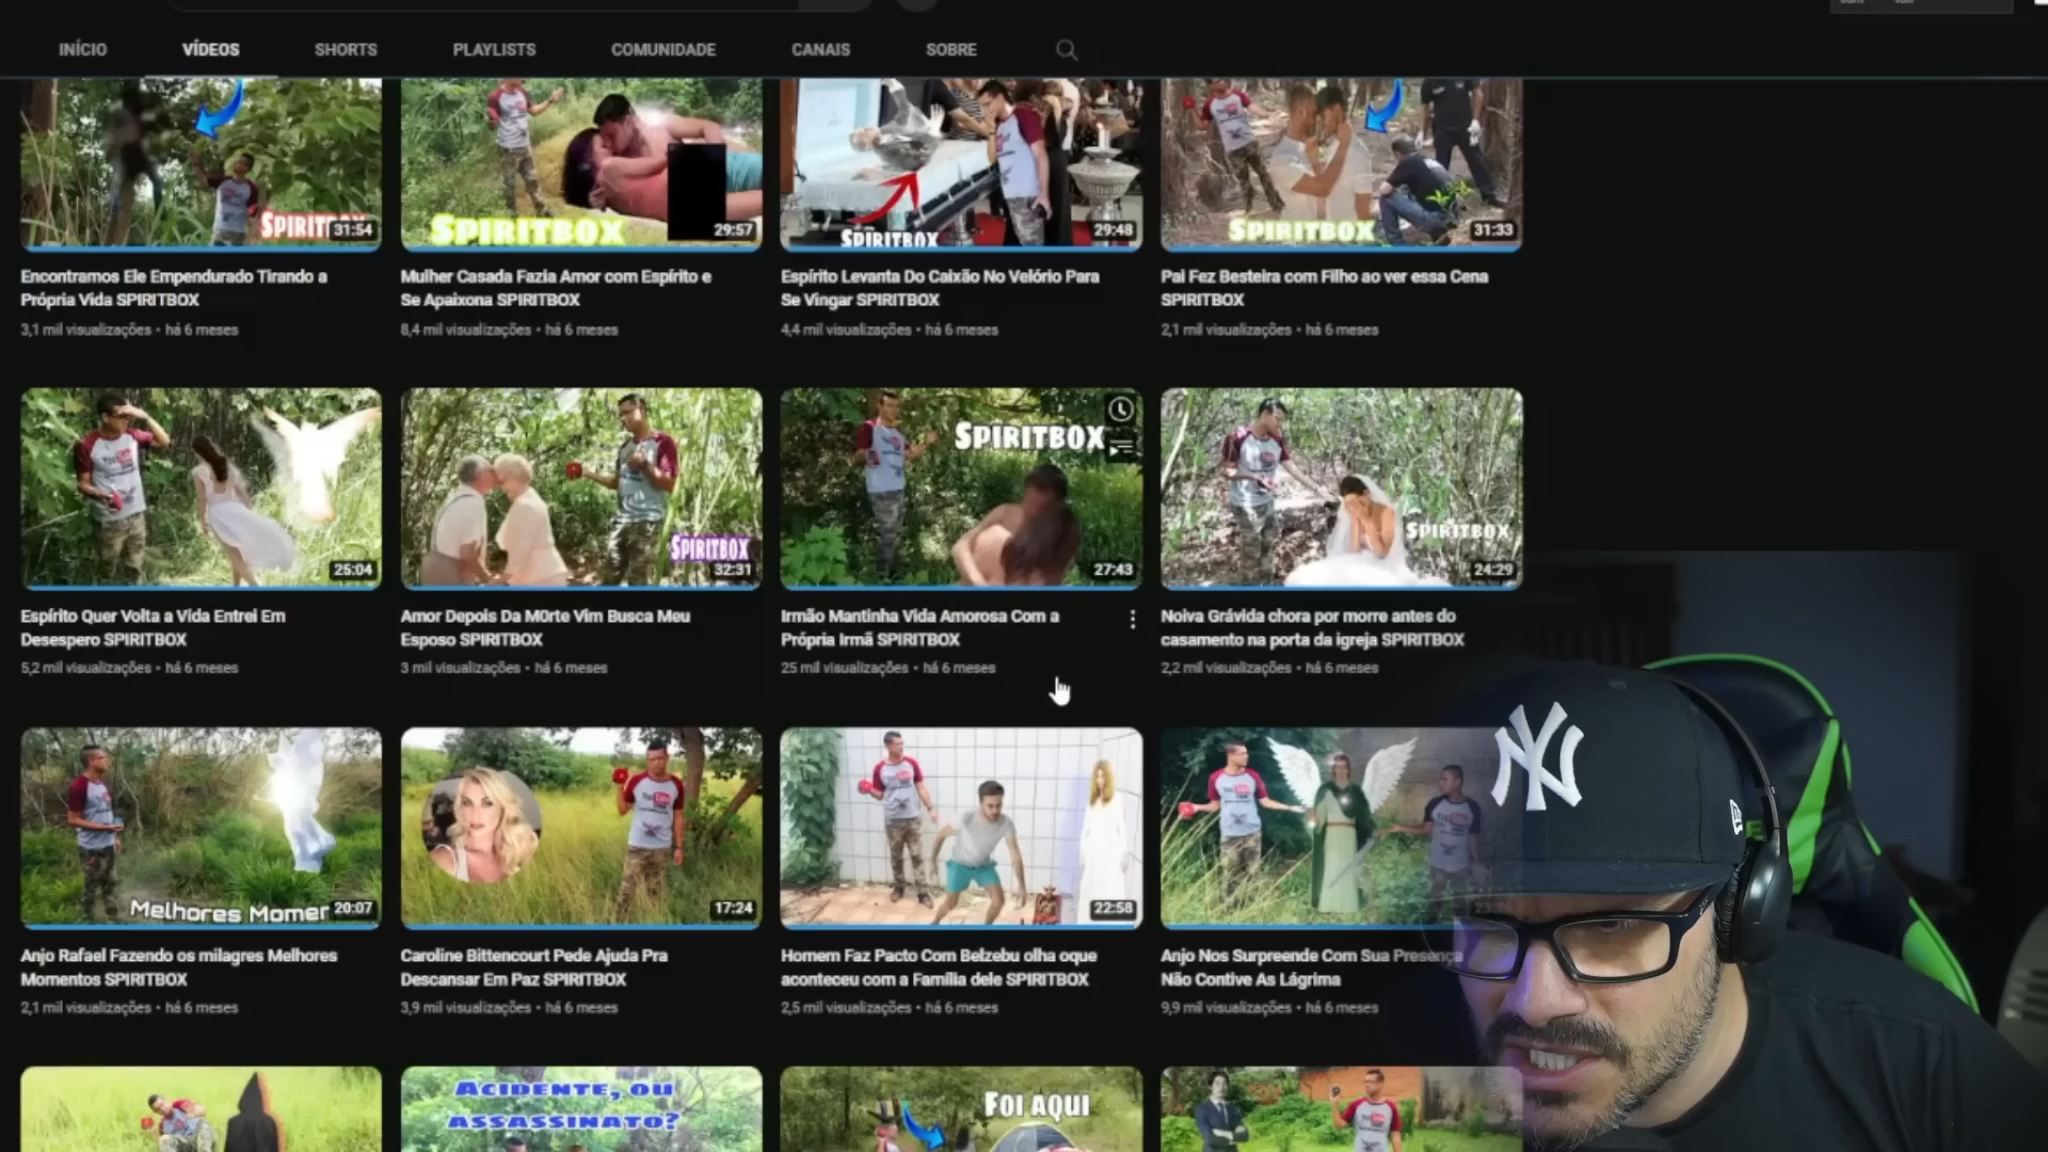 INÍCIO
VÍDEOS
SHORTS
PLAYLISTS
COMUNIDADE
CANAIS
SOBRE
31:54
SPIRITBOX
29:57
SPIRITBOX
29:48
SPIRITBOX
31:33
Encontramos Ele Empendurado Tirando a
Própria Vida SPIRITBOX
3,1 mil visualizações • há 6 meses
Mulher Casada Fazia Amor com Espírito e
Se Apaixona SPIRITBOX
8,4 mil visualizações • há 6 meses
Espírito Levanta Do Caixão No Velório Para
Se Vingar SPIRITBOX
4,4 mil visualizações • há 6 meses
Pai Fez Besteira com Filho ao ver essa Cena
SPIRITBOX
2,1 mil visualizações • há 6 meses
25:04
SPIRITBOX
32:31
SPIRITBOX
27:43
SPIRITBOX
24:29
Espírito Quer Volta a Vida Entrei Em
Desespero SPIRITBOX
5,2 mil visualizações • há 6 meses
Amor Depois Da M0rte Vim Busca Meu
Esposo SPIRITBOX
3 mil visualizações • há 6 meses
Irmão Mantinha Vida Amorosa Com a
Própria Irmã SPIRITBOX
25 mil visualizações • há 6 meses
Noiva Grávida chora por morre antes do
casamento na porta da igreja SPIRITBOX
2,2 mil visualizações • há 6 meses
NY
Melhores Momen
20:07
17:24
22:58
Anjo Rafael Fazendo os milagres Melhores
Momentos SPIRITBOX
2,1 mil visualizações • há 6 meses
Caroline Bittencourt Pede Ajuda Pra
Descansar Em Paz SPIRITBOX
3,9 mil visualizações • há 6 meses
Homem Faz Pacto Com Belzebu olha oque
aconteceu com a Família dele SPIRITBOX
2,5 mil visualizações • há 6 meses
Anjo Nos Surpreende Com Sua Presença
Não Contive As Lágrima
9,9 mil visualizações • há 6 meses
ACIDENTE, OU
ASSASSINATO?
FOI AQUI